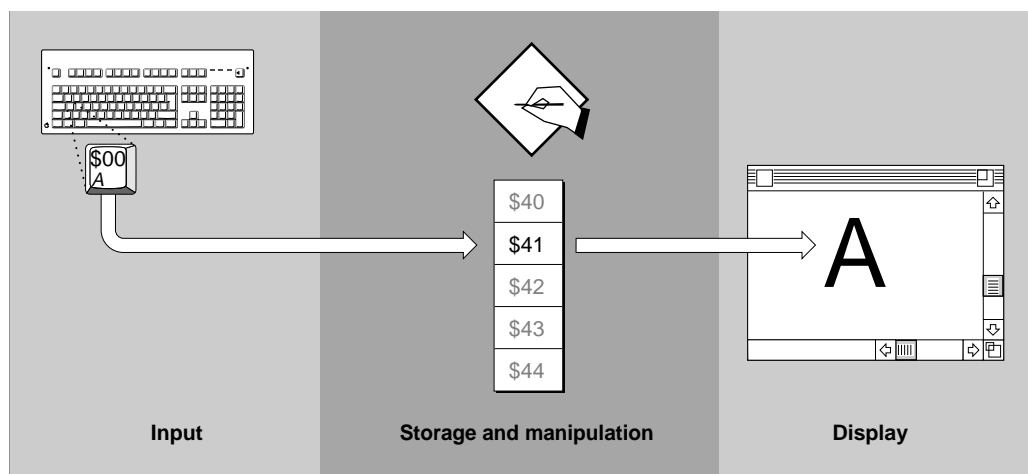 $00
A
$40
$41
$42
$43
$44
A
Input
Storage and manipulation
Display